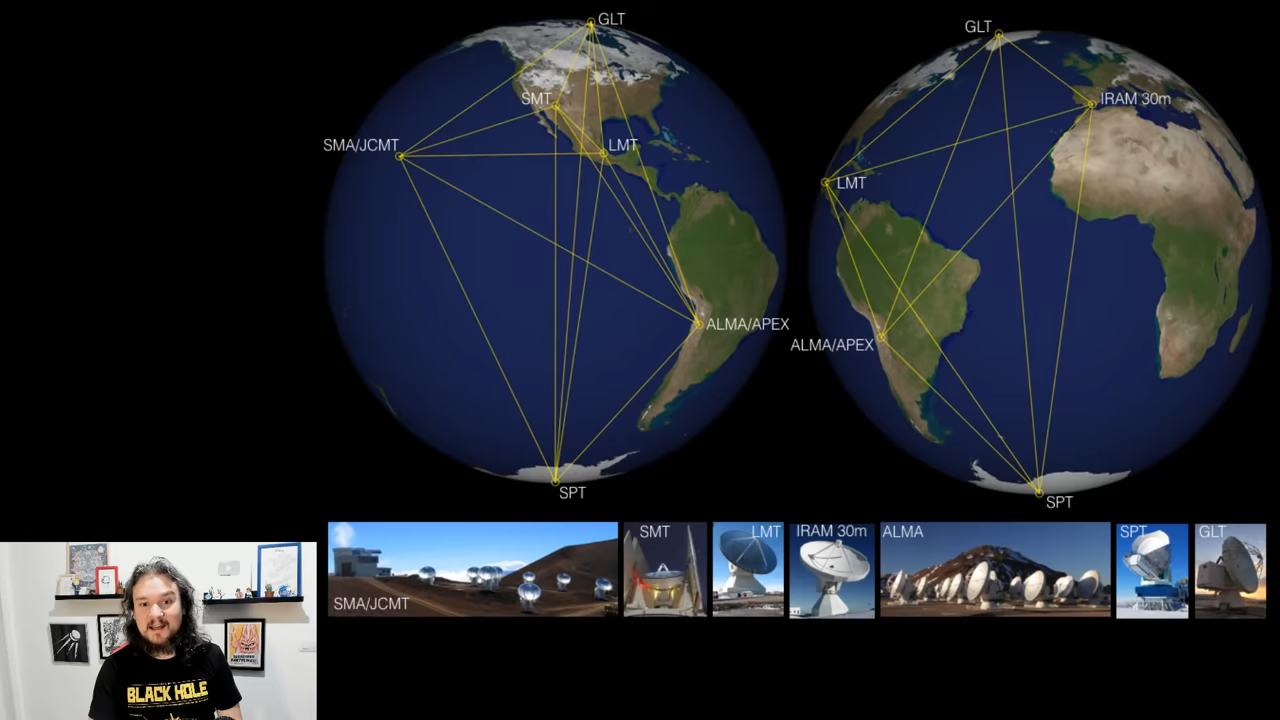 GLT
SMT
SMA/JCMT
LMT
ALMA/APEX
SPT
GLT
IRAM 30m
LMT
ALMA/APEX
SPT
SMA/JCMT
SMT
LMT
IRAM 30m
ALMA
SPT
GLT
BLACK HOLE